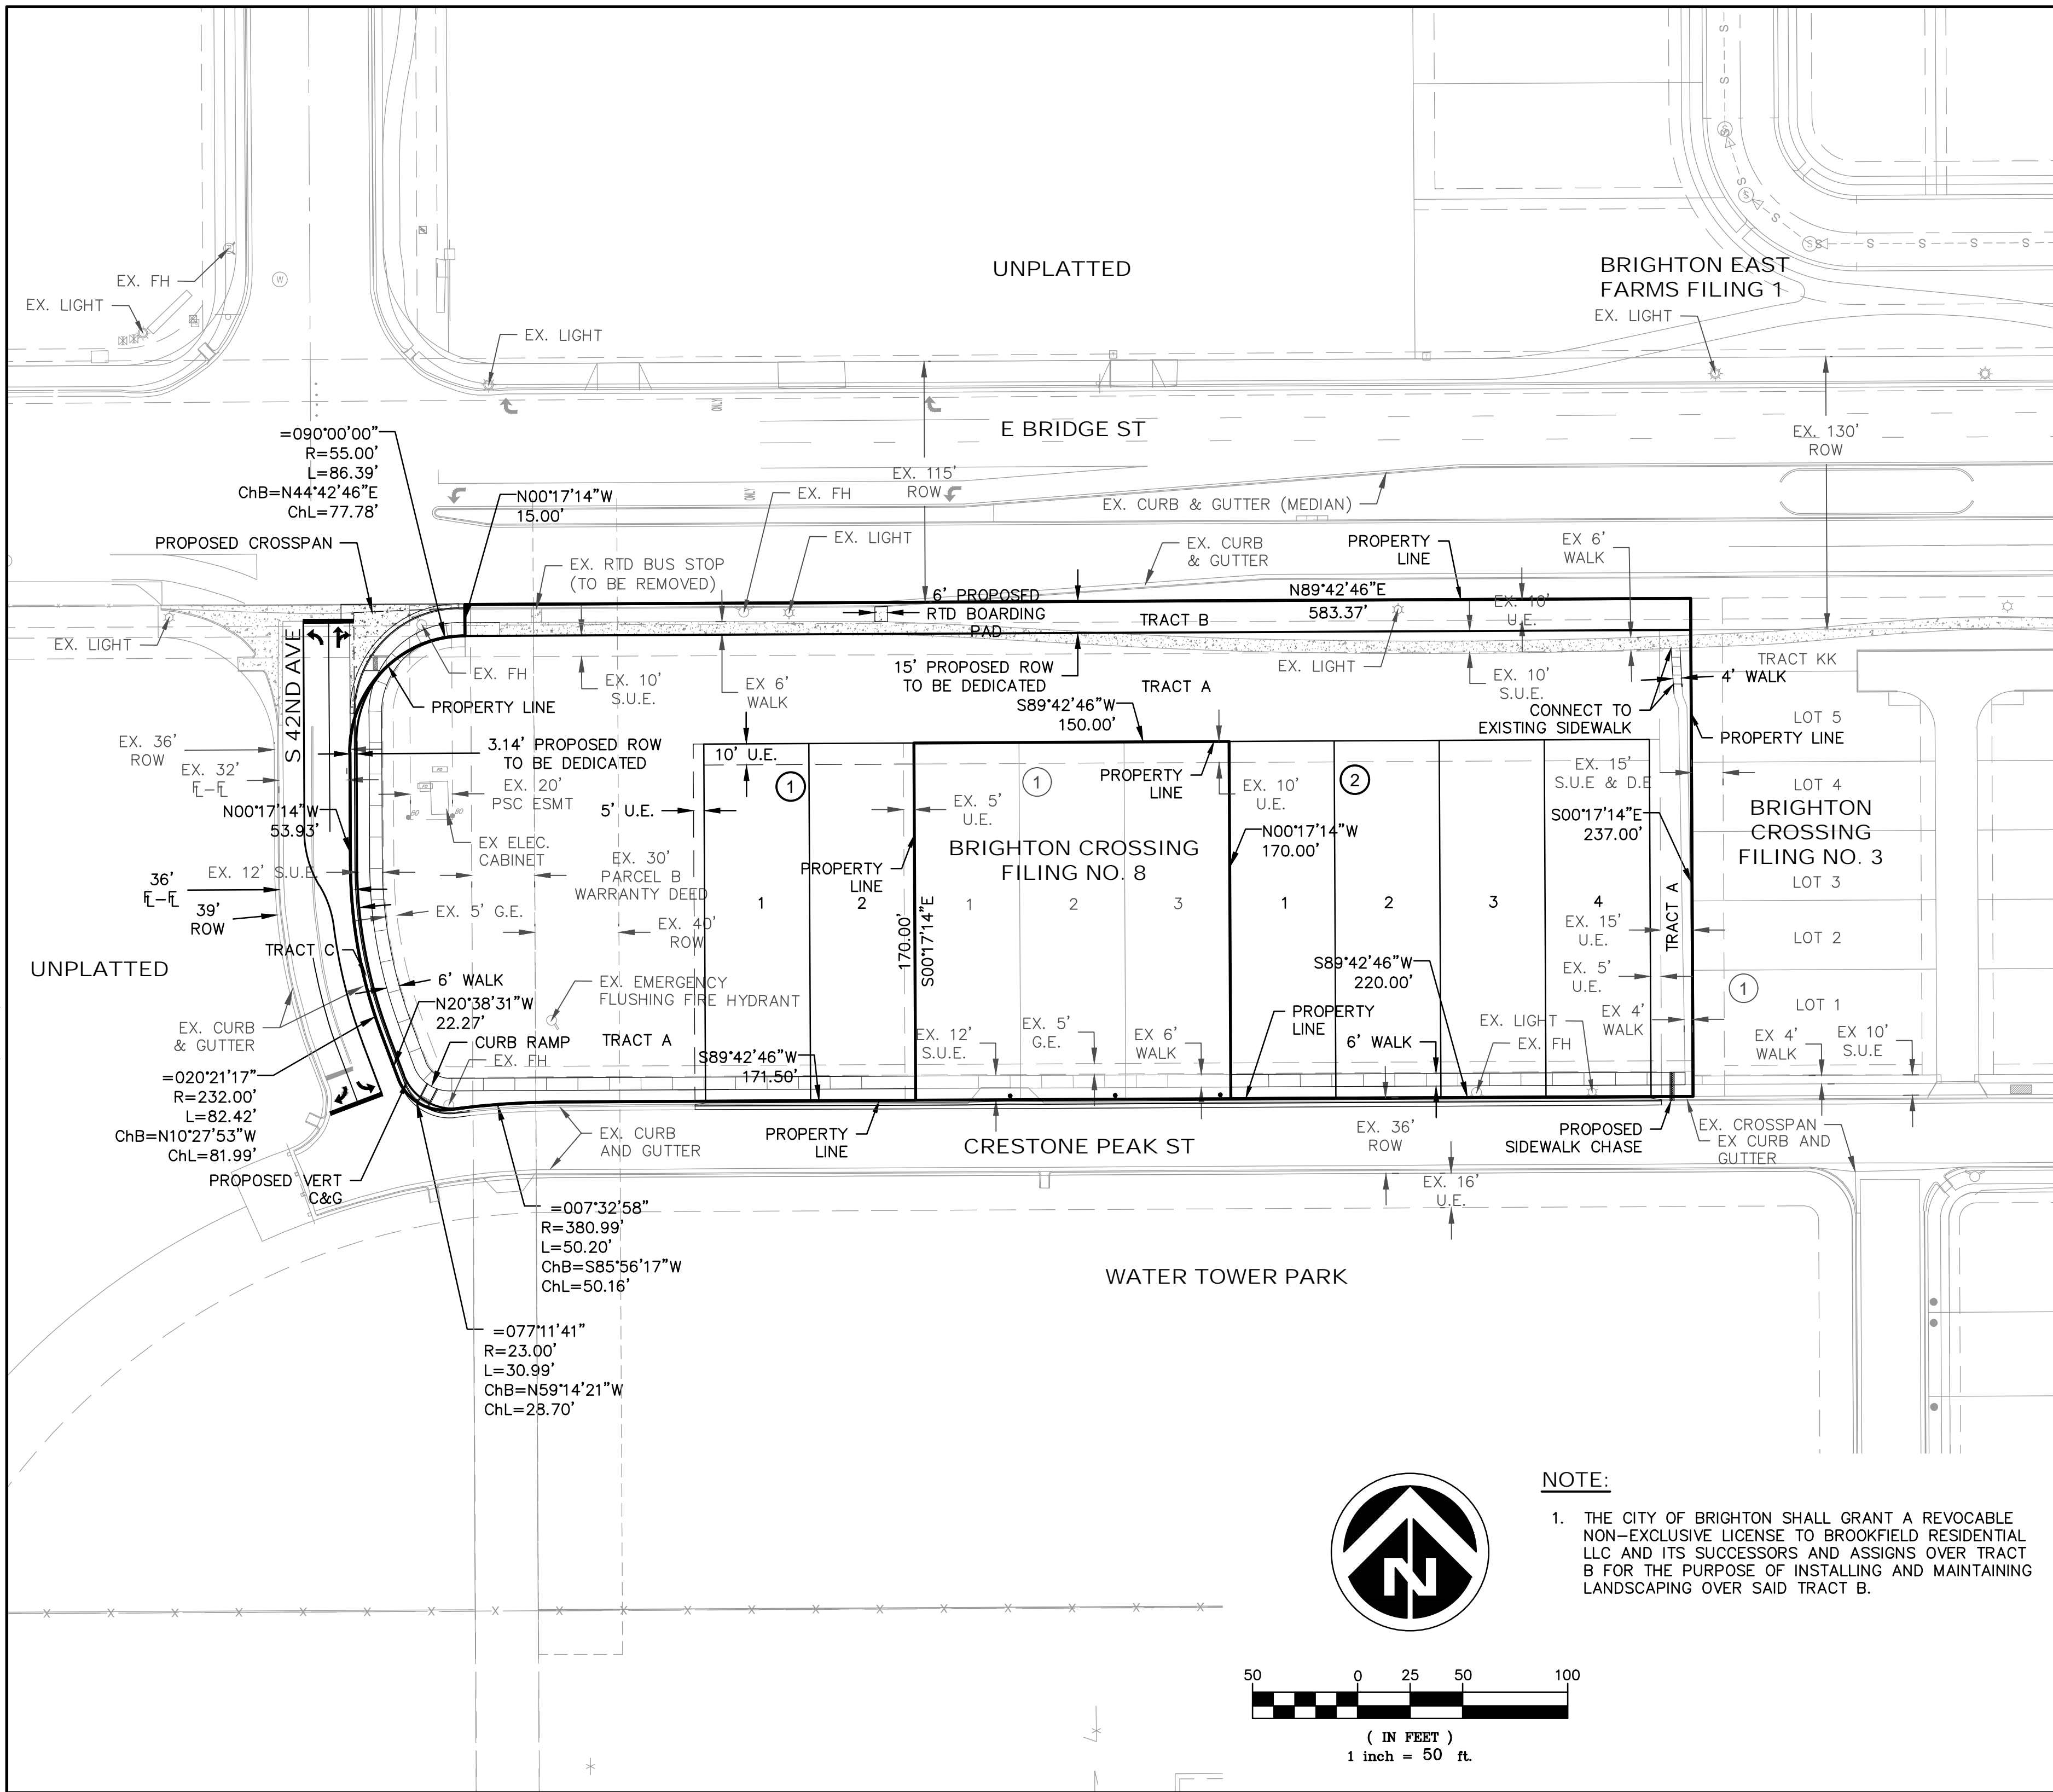 UNPLATTED
BRIGHTON EAST
FARMS FILING 1
EX. LIGHT
EX. FH
EX. LIGHT
EX. LIGHT
W
S
S
S
S
S
S
S
S
S
S
S
S
ONLY
E BRIDGE ST
EX. 130'
ROW
=090°00'00"
R=55.00'
L=86.39'
ChB=N44°42'46"E
ChL=77.78'
EX. 115'
ROW
ONLY
N00°17'14"W
15.00'
EX. FH
EX. CURB & GUTTER (MEDIAN)
PROPOSED CROSSPAN
EX. LIGHT
EX. RTD BUS STOP
(TO BE REMOVED)
EX. CURB
& GUTTER
PROPERTY
LINE
EX 6'
WALK
6' PROPOSED
RTD BOARDING
PAD
TRACT B
N89°42'46"E
583.37'
EX. 10'
U.E.
EX. LIGHT
S 42ND AVE
EX. FH
EX. 10'
S.U.E.
EX 6'
WALK
15' PROPOSED ROW
TO BE DEDICATED
TRACT A
EX. LIGHT
EX. 10'
S.U.E.
TRACT KK
4' WALK
PROPERTY LINE
S89°42'46"W
150.00'
CONNECT TO
EXISTING SIDEWALK
LOT 5
PROPERTY LINE
EX. 36'
ROW
3.14' PROPOSED ROW
TO BE DEDICATED
10' U.E.
1
1
2
PROPERTY
LINE
EX. 10'
U.E.
EX. 15'
S.U.E & D.E
LOT 4
EX. 32'
FL-FL
EX. 20'
PSC ESMT
5' U.E.
EX. 5'
U.E.
N00°17'14"W
53.93'
S00°17'14"E
237.00'
BRIGHTON
CROSSING
FILING NO. 3
EX ELEC.
CABINET
N00°17'14"W
170.00'
BRIGHTON CROSSING
FILING NO. 8
EX. 30'
PARCEL B
WARRANTY DEED
PROPERTY
LINE
EX. 12' S.U.E.
36'
FL-FL
39'
ROW
LOT 3
1
2
1
2
3
1
2
3
4
TRACT A
EX. 5' G.E.
EX. 40'
ROW
170.00'
S00°17'14"E
EX. 15'
U.E.
LOT 2
TRACT C
UNPLATTED
S89°42'46"W
220.00'
EX. 5'
U.E.
6' WALK
EX. EMERGENCY
FLUSHING FIRE HYDRANT
1
N20°38'31"W
22.27'
PROPERTY
LINE
EX 4'
WALK
LOT 1
EX. CURB
& GUTTER
CURB RAMP
TRACT A
EX. 12'
S.U.E.
EX. 5'
G.E.
EX 6'
WALK
6' WALK
EX. LIGHT
EX. FH
EX 4'
WALK
EX 10'
S.U.E
EX. FH
S89°42'46"W
171.50'
=020°21'17"
R=232.00'
L=82.42'
ChB=N10°27'53"W
ChL=81.99'
EX. CURB
AND GUTTER
PROPERTY
LINE
CRESTONE PEAK ST
EX. 36'
ROW
PROPOSED
SIDEWALK CHASE
EX. CROSSPAN
EX CURB AND
GUTTER
PROPOSED VERT
C&G
EX. 16'
U.E.
=007°32'58"
R=380.99'
L=50.20'
ChB=S85°56'17"W
ChL=50.16'
WATER TOWER PARK
=077°11'41"
R=23.00'
L=30.99'
ChB=N59°14'21"W
ChL=28.70'
N
NOTE:
1. THE CITY OF BRIGHTON SHALL GRANT A REVOCABLE
NON-EXCLUSIVE LICENSE TO BROOKFIELD RESIDENTIAL
LLC AND ITS SUCCESSORS AND ASSIGNS OVER TRACT
B FOR THE PURPOSE OF INSTALLING AND MAINTAINING
LANDSCAPING OVER SAID TRACT B.
50 0 25 50 100
( IN FEET )
1 inch = 50 ft.